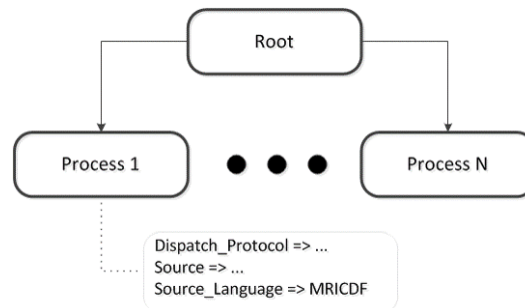 Root
Process 1
Process N
Dispatch_Protocol => ...
Source => ...
Source_Language => MRICDF